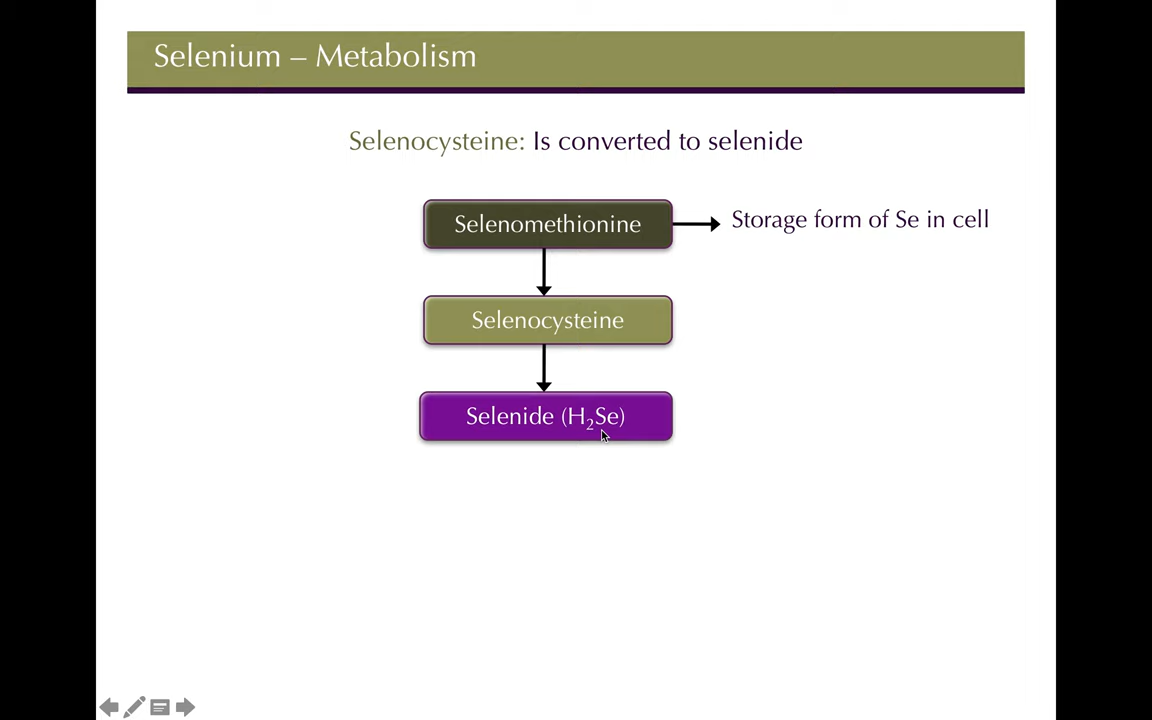 Selenium – Metabolism
Selenocysteine: Is converted to selenide
Selenomethionine
Storage form of Se in cell
Selenocysteine
Selenide (H₂Se)